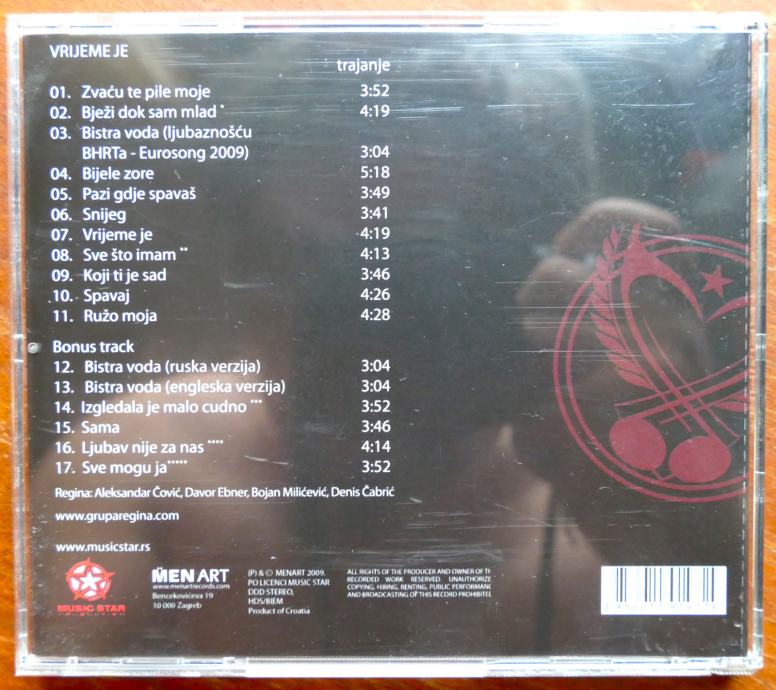 VRIJEME JE
trajanje
01. Zvaću te pile moje 3:52
02. Bježi dok sam mlad * 4:19
03. Bistra voda (ljubaznošću
BHRTa - Eurosong 2009) 3:04
04. Bijele zore 5:18
05. Pazi gdje spavaš 3:49
06. Snijeg 3:41
07. Vrijeme je 4:19
08. Sve što imam ** 4:13
09. Koji ti je sad 3:46
10. Spavaj 4:26
11. Ružo moja 4:28
Bonus track
12. Bistra voda (ruska verzija) 3:04
13. Bistra voda (engleska verzija) 3:04
14. Izgledala je malo cudno *** 3:52
15. Sama 3:46
16. Ljubav nije za nas **** 4:14
17. Sve mogu ja***** 3:52
Regina: Aleksandar Čović, Davor Ebner, Bojan Milićević, Denis Čabrić
www.gruparegina.com
www.musicstar.rs
MUSIC STAR
PRODUCTION
MENART
www.menartrecords.com
Bencekovićeva 19
10 000 Zagreb
(P) & © MENART 2009.
PO LICENCI MUSIC STAR
DDD STEREO,
HDS/BIEM
Product of Croatia
ALL RIGHTS OF THE PRODUCER AND OWNER OF TH
RECORDED WORK RESERVED UNAUTHORIZE
COPYING, HIRING, RENTING, PUBLIC PERFORMANC
AND BROADCASTING OF THIS RECORD PROHIBITED